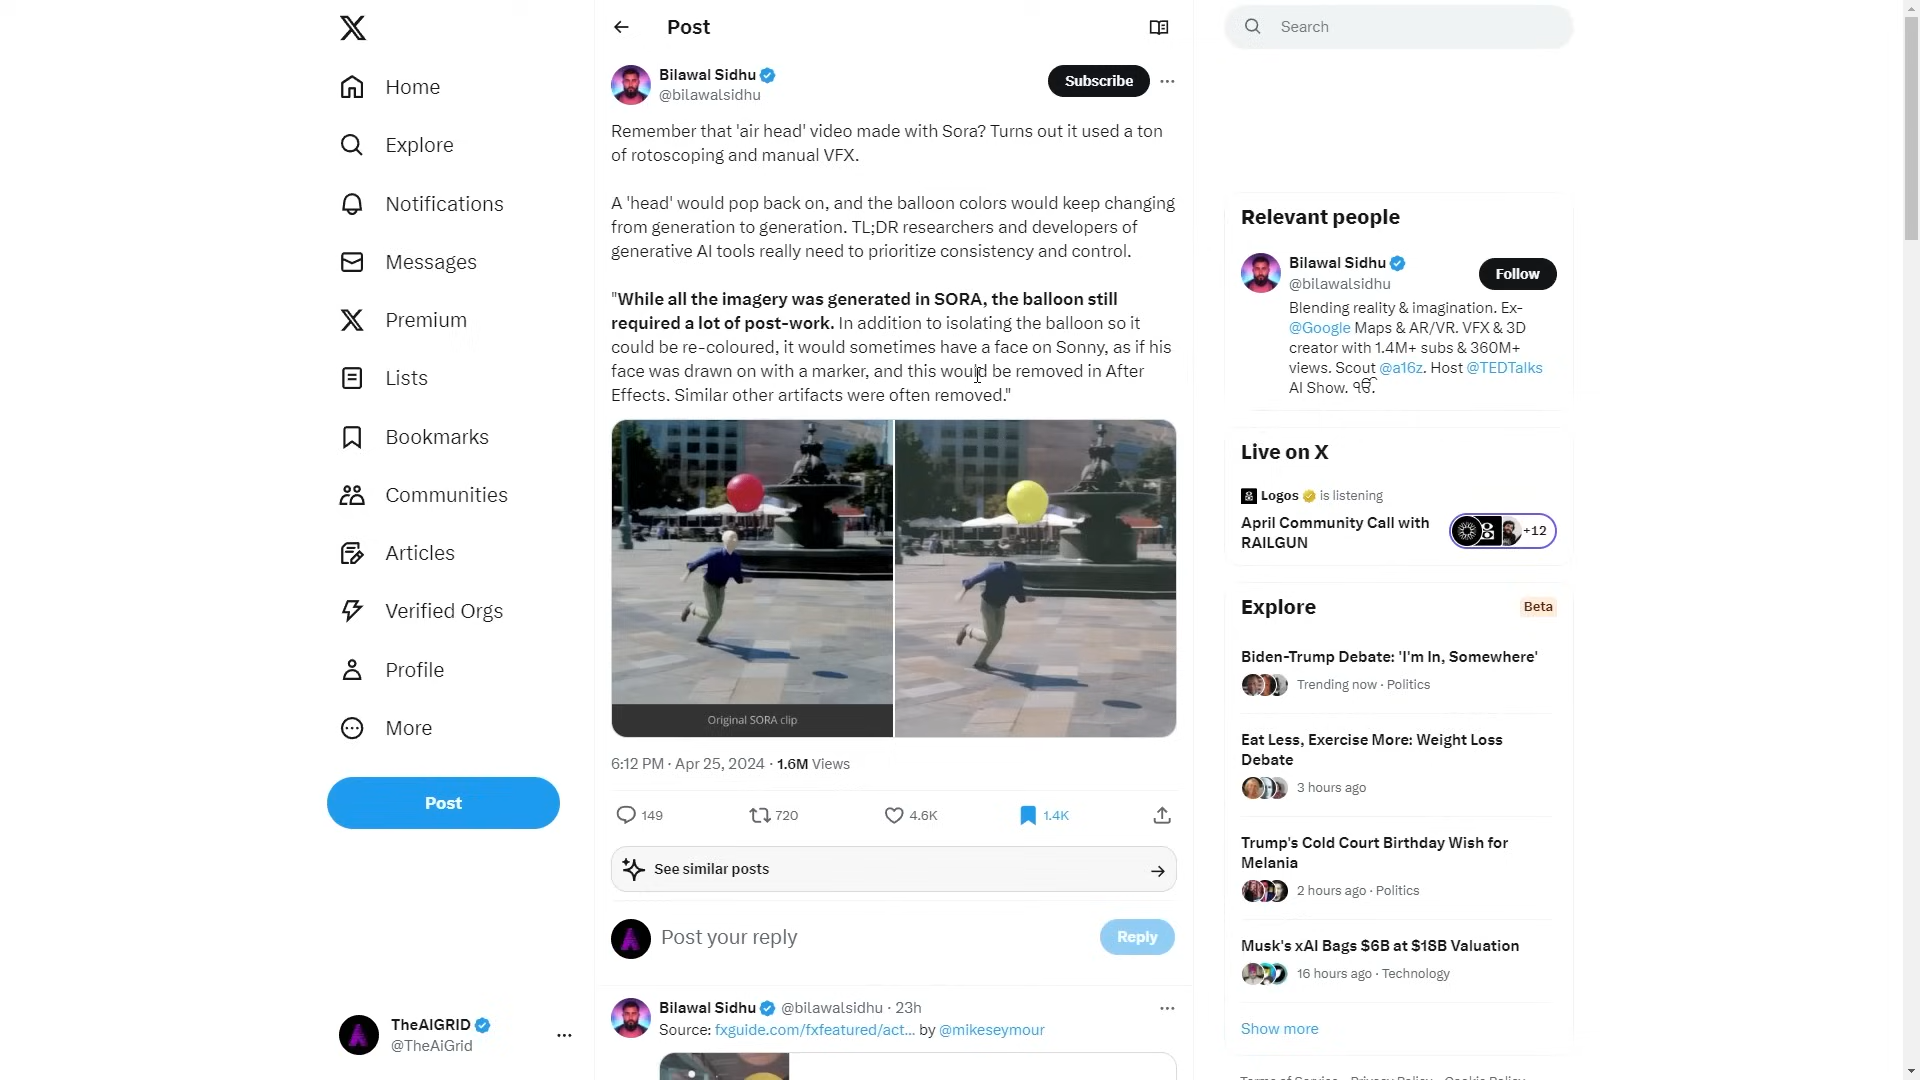 Home
Explore
Notifications
Messages
Premium
Lists
Bookmarks
Communities
Articles
Verified Orgs
Profile
More
Post
TheAIGRID
@TheAiGrid
Post
Bilawal Sidhu
@bilawalsidhu
Subscribe
Remember that 'air head' video made with Sora? Turns out it used a ton
of rotoscoping and manual VFX.
A 'head' would pop back on, and the balloon colors would keep changing
from generation to generation. TL;DR researchers and developers of
generative AI tools really need to prioritize consistency and control.
"While all the imagery was generated in SORA, the balloon still
required a lot of post-work. In addition to isolating the balloon so it
could be re-coloured, it would sometimes have a face on Sonny, as if his
face was drawn on with a marker, and this would be removed in After
Effects. Similar other artifacts were often removed."
Original SORA clip
6:12 PM · Apr 25, 2024 · 1.6M Views
149 720 4.6K 1.4K
See similar posts
Post your reply
Reply
Bilawal Sidhu @bilawalsidhu · 23h
Source: fxguide.com/fxfeatured/act... by @mikeseymour
Search
Relevant people
Bilawal Sidhu
@bilawalsidhu
Follow
Blending reality & imagination. Ex-
@Google Maps & AR/VR. VFX & 3D
creator with 1.4M+ subs & 360M+
views. Scout @a16z. Host @TEDTalks
AI Show. ੴ.
Live on X
Logos is listening
April Community Call with
RAILGUN
+12
Explore
Beta
Biden-Trump Debate: 'I'm In, Somewhere'
Trending now · Politics
Eat Less, Exercise More: Weight Loss
Debate
3 hours ago
Trump's Cold Court Birthday Wish for
Melania
2 hours ago · Politics
Musk's xAI Bags $6B at $18B Valuation
16 hours ago · Technology
Show more
Terms of Service Privacy Policy Cookie Policy